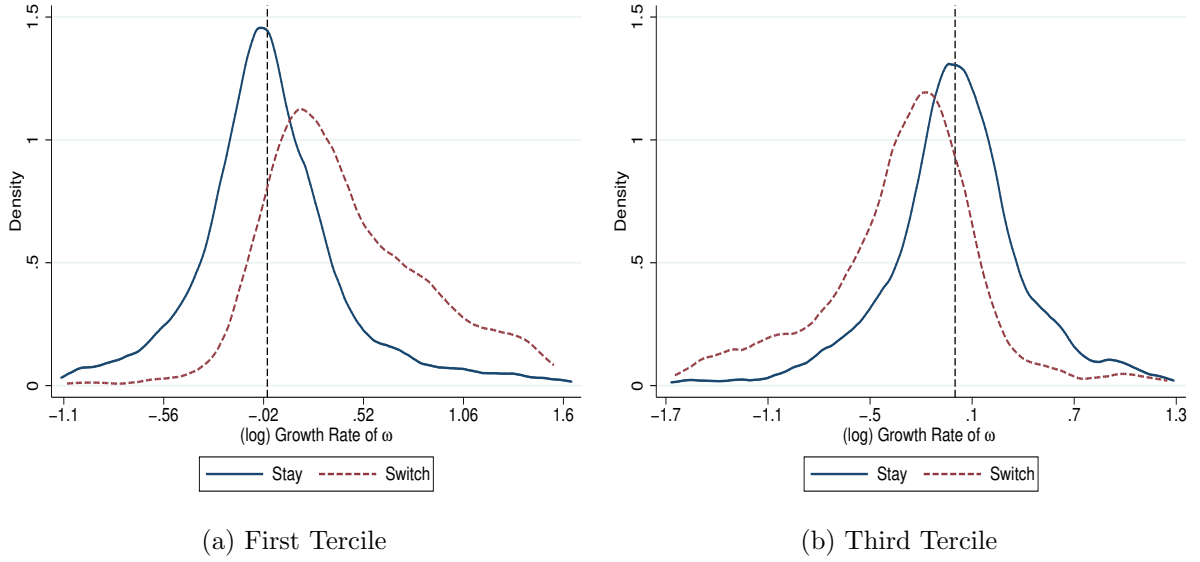 Density
1.5
1
.5
0
-1.1 -.56 -.02 .52 1.06 1.6
(log) Growth Rate of ω
Stay Switch
(a) First Tercile
Density
1.5
1
.5
0
-1.7 -1.1 -.5 .1 .7 1.3
(log) Growth Rate of ω
Stay Switch
(b) Third Tercile